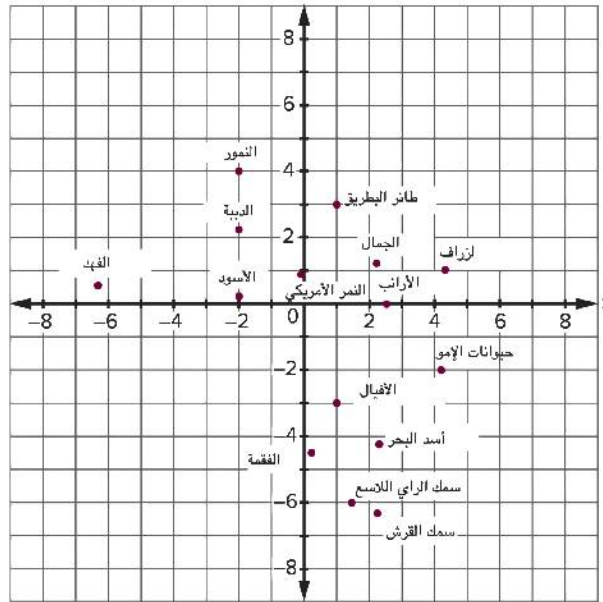 8
6
النمور
4
طائر البطريق
الدببة
2
الجمال
لزراف
الفهد
الأسود
النمر الأمريكي
الأرانب
−8 −6 −4 −2 0 2 4 6 8
حيوانات الإمو
−2
الأفيال
−4
أسد البحر
الفقمة
سمك الراي اللاسع
−6
سمك القرش
−8